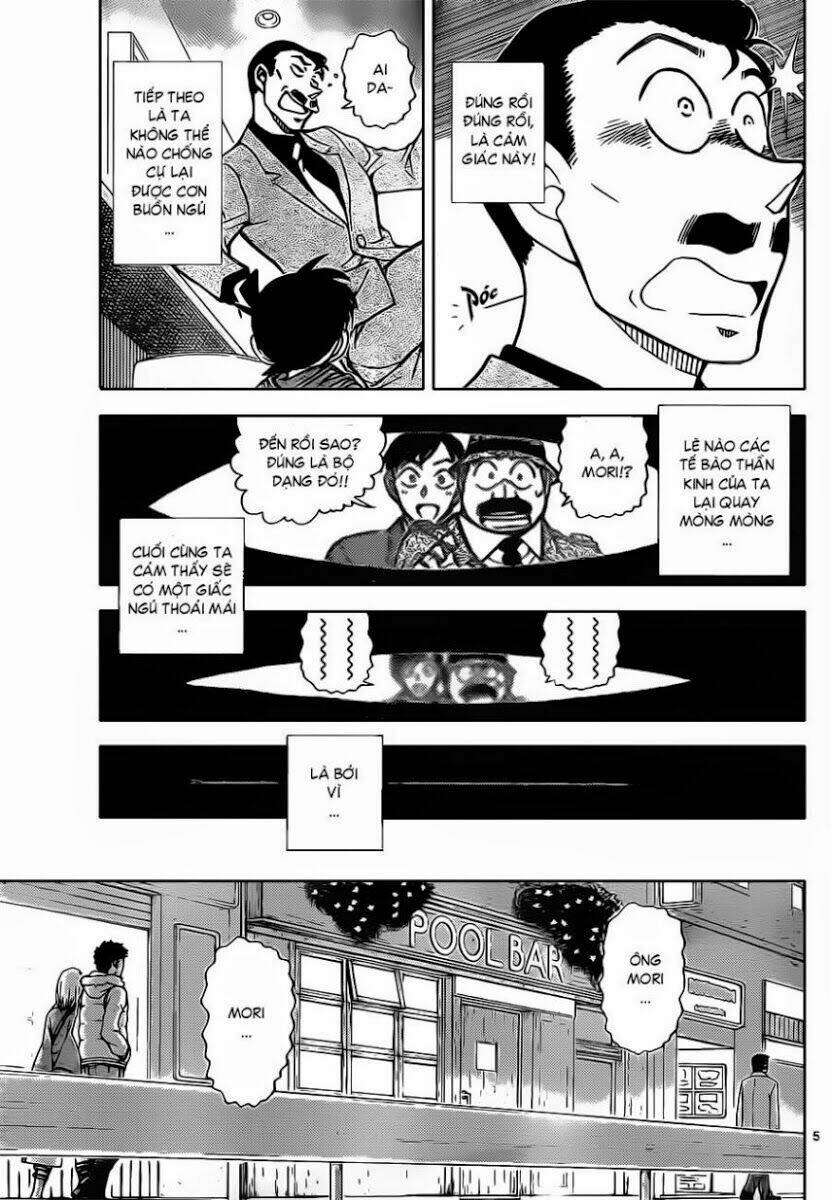 ĐÚNG RỒI
ĐÚNG RỒI,
LÀ CẢM
GIÁC NÀY!
PÓC
AI
DA~
TIẾP THEO
LÀ TA
KHÔNG THỂ
NÀO CHỐNG
CỰ LẠI
ĐƯỢC CƠN
BUỒN NGỦ
...
LẼ NÀO CÁC
TẾ BÀO THẦN
KINH CỦA TA
LẠI QUAY
MÒNG MÒNG
...
A, A,
MORI!?
ĐẾN RỒI SAO?
ĐÚNG LÀ BỘ
DẠNG ĐÓ!!
CUỐI CÙNG TA
CẢM THẤY SẼ
CÓ MỘT GIẤC
NGỦ THOẢI MÁI
...
LÀ BỞI
VÌ
...
POOL BAR
ÔNG
MORI
...
MORI
...
5